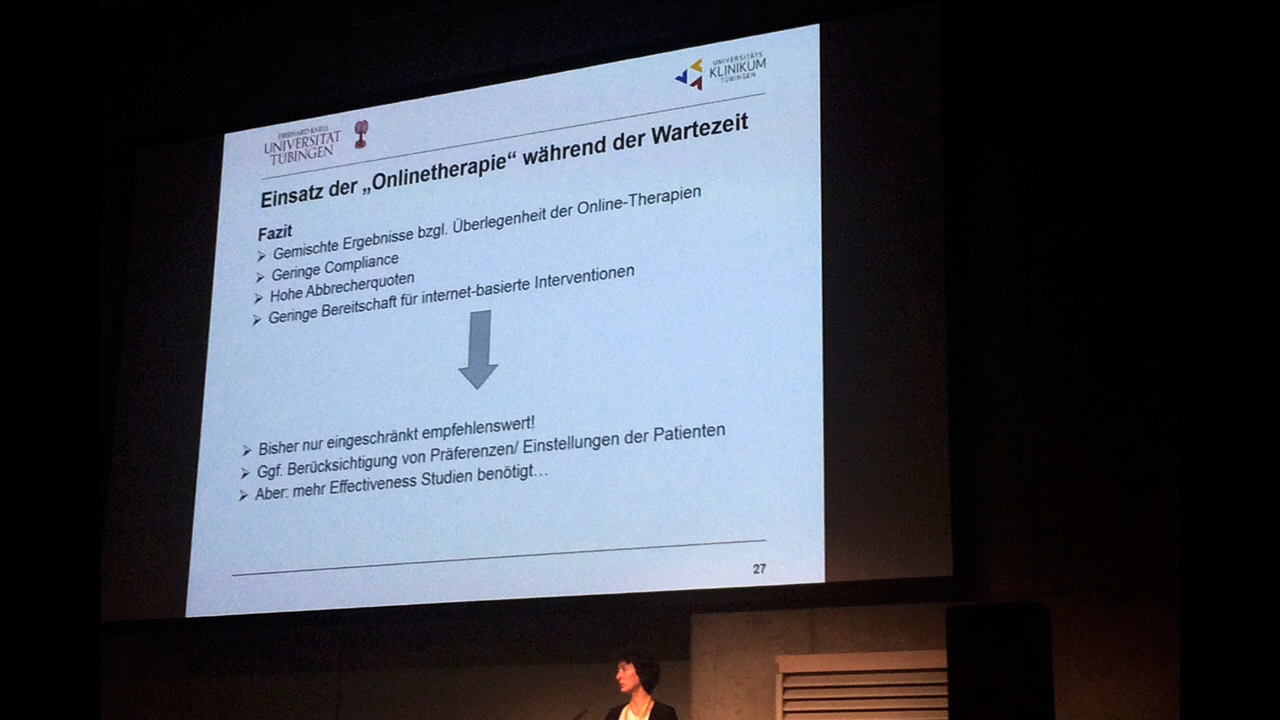 EBERHARD KARLS
UNIVERSITÄT
TÜBINGEN
UNIVERSITÄTS
KLINIKUM
TÜBINGEN
Einsatz der „Onlinetherapie“ während der Wartezeit
Fazit
➢ Gemischte Ergebnisse bzgl. Überlegenheit der Online-Therapien
➢ Geringe Compliance
➢ Hohe Abbrecherquoten
➢ Geringe Bereitschaft für internet-basierte Interventionen
➢ Bisher nur eingeschränkt empfehlenswert!
➢ Ggf. Berücksichtigung von Präferenzen/ Einstellungen der Patienten
➢ Aber: mehr Effectiveness Studien benötigt…
27